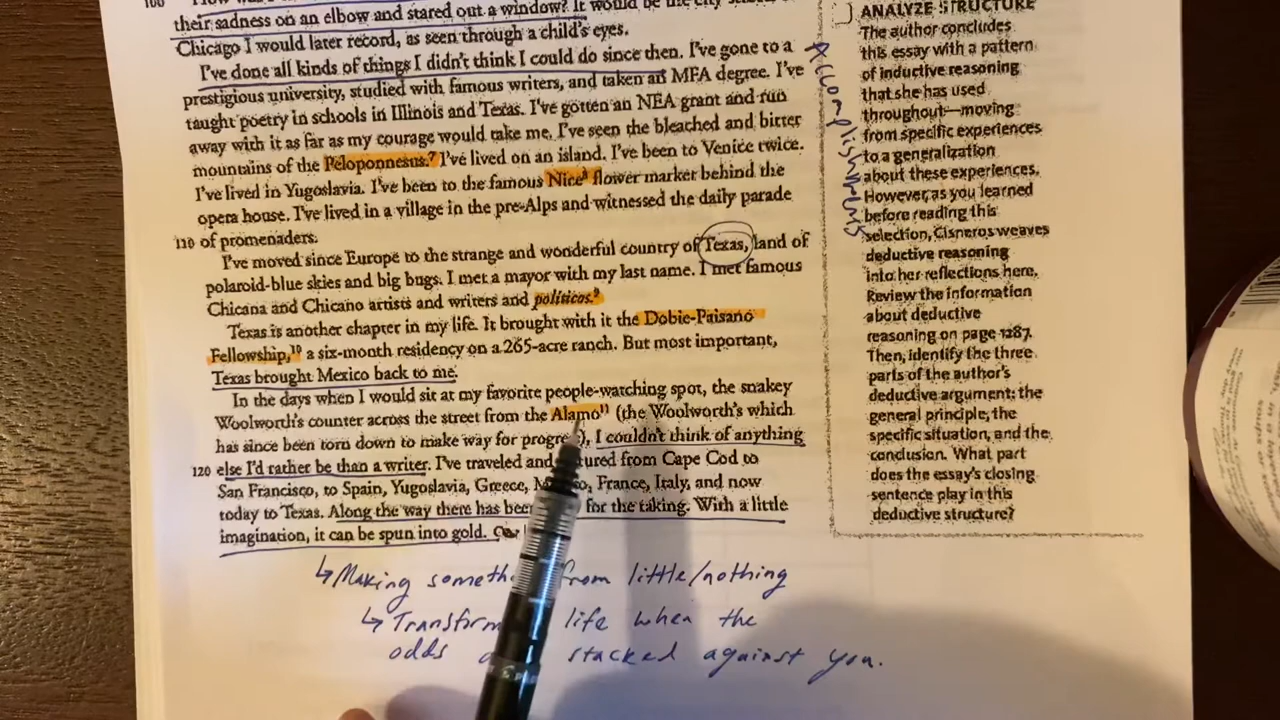 their sadness on an elbow and stared out a window? It would be the city
Chicago I would later record, as seen through a child's eyes.
I've done all kinds of things I didn't think I could do since then. I've gone to a
prestigious university, studied with famous writers, and taken an MFA degree. I've
taught poetry in schools in Illinois and Texas. I've gotten an NEA grant and run
away with it as far as my courage would take me. I've seen the bleached and bitter
mountains of the Peloponnesus.⁷ I've lived on an island. I've been to Venice twice.
I've lived in Yugoslavia. I've been to the famous Nice⁸ flower market behind the
opera house. I've lived in a village in the pre-Alps and witnessed the daily parade
110 of promenaders.
I've moved since Europe to the strange and wonderful country of Texas, land of
polaroid-blue skies and big bugs. I met a mayor with my last name. I met famous
Chicana and Chicano artists and writers and políticos.⁹
Texas is another chapter in my life. It brought with it the Dobie-Paisano
Fellowship,¹⁰ a six-month residency on a 265-acre ranch. But most important,
Texas brought Mexico back to me.
In the days when I would sit at my favorite people-watching spot, the snakey
Woolworth's counter across the street from the Alamo¹¹ (the Woolworth's which
has since been torn down to make way for progress), I couldn't think of anything
120 else I'd rather be than a writer. I've traveled and from Cape Cod to
San Francisco, to Spain, Yugoslavia, Greece, France, Italy, and now
today to Texas. Along the way there has been for the taking. With a little
imagination, it can be spun into gold.
↳ Making from little/nothing
↳ life when the
odds stacked against you.
Accomplishments
ANALYZE STRUCTURE
The author concludes
this essay with a pattern
of inductive reasoning
that she has used
throughout—moving
from specific experiences
to a generalization
about these experiences.
However, as you learned
before reading this
selection, Cisneros weaves
deductive reasoning
into her reflections here.
Review the information
about deductive
reasoning on page 1287.
Then, identify the three
parts of the author's
deductive argument: the
general principle, the
specific situation, and the
conclusion. What part
does the essay's closing
sentence play in this
deductive structure?